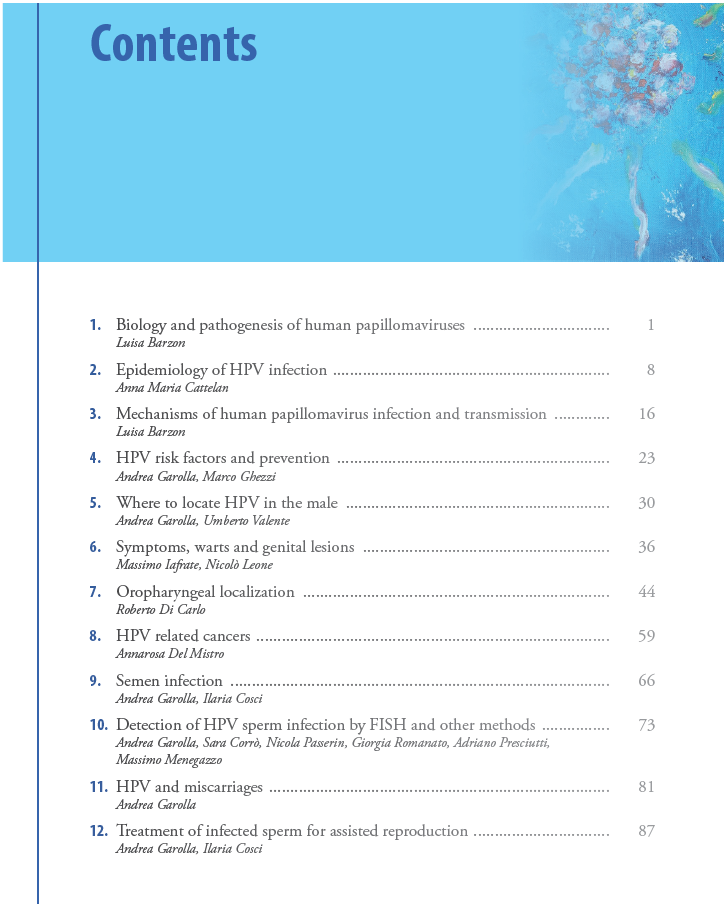 Contents
1. Biology and pathogenesis of human papillomaviruses ................................ 1
Luisa Barzon
2. Epidemiology of HPV infection ................................................................. 8
Anna Maria Cattelan
3. Mechanisms of human papillomavirus infection and transmission ............. 16
Luisa Barzon
4. HPV risk factors and prevention ................................................................ 23
Andrea Garolla, Marco Ghezzi
5. Where to locate HPV in the male .............................................................. 30
Andrea Garolla, Umberto Valente
6. Symptoms, warts and genital lesions .......................................................... 36
Massimo Iafrate, Nicolò Leone
7. Oropharyngeal localization ........................................................................ 44
Roberto Di Carlo
8. HPV related cancers ................................................................................... 59
Annarosa Del Mistro
9. Semen infection ......................................................................................... 66
Andrea Garolla, Ilaria Cosci
10. Detection of HPV sperm infection by FISH and other methods ................ 73
Andrea Garolla, Sara Corrò, Nicola Passerin, Giorgia Romanato, Adriano Presciutti,
Massimo Menegazzo
11. HPV and miscarriages ................................................................................ 81
Andrea Garolla
12. Treatment of infected sperm for assisted reproduction ................................ 87
Andrea Garolla, Ilaria Cosci